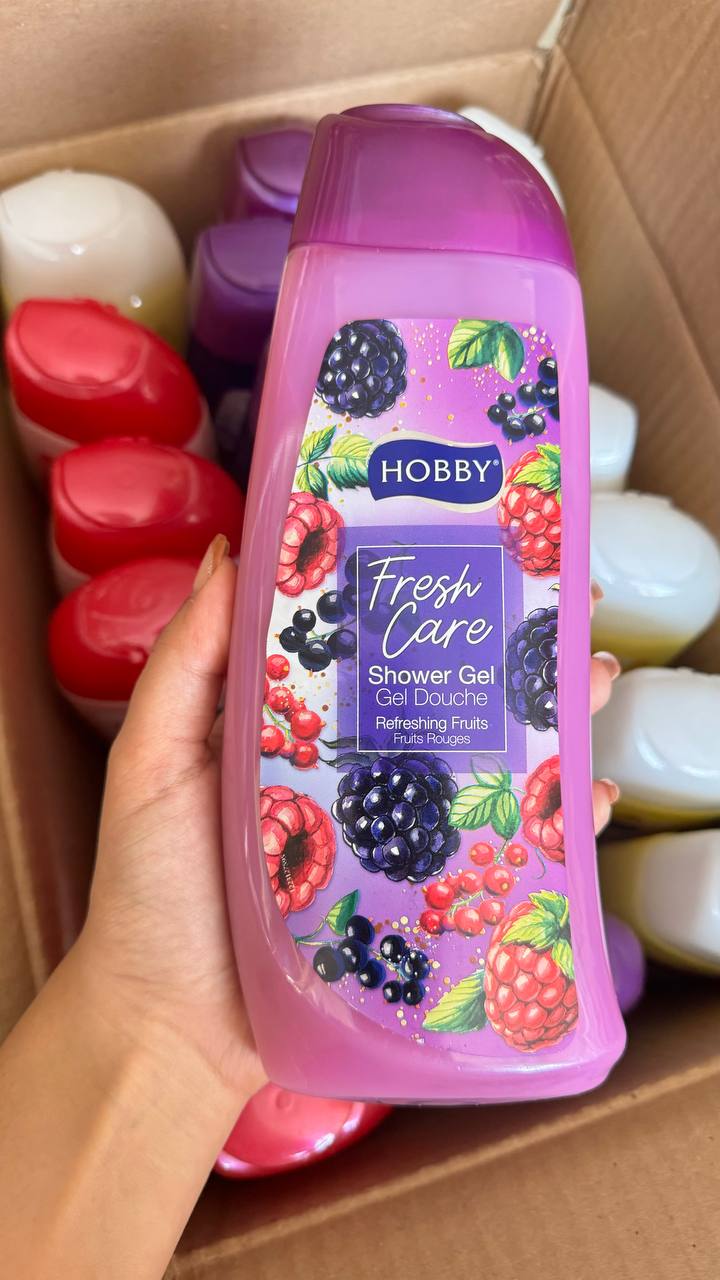 HOBBY®
Fresh
Care
Shower Gel
Gel Douche
Refreshing Fruits
Fruits Rouges